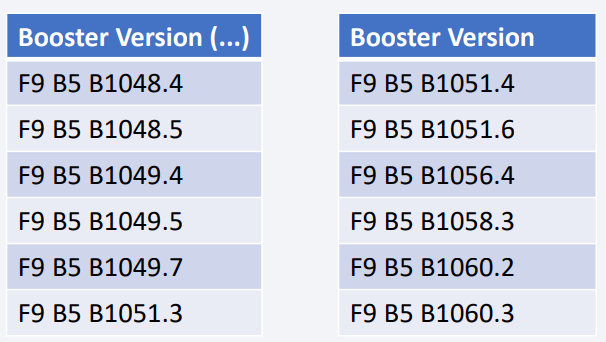 Booster Version (...)
F9 B5 B1048.4
F9 B5 B1048.5
F9 B5 B1049.4
F9 B5 B1049.5
F9 B5 B1049.7
F9 B5 B1051.3
Booster Version
F9 B5 B1051.4
F9 B5 B1051.6
F9 B5 B1056.4
F9 B5 B1058.3
F9 B5 B1060.2
F9 B5 B1060.3